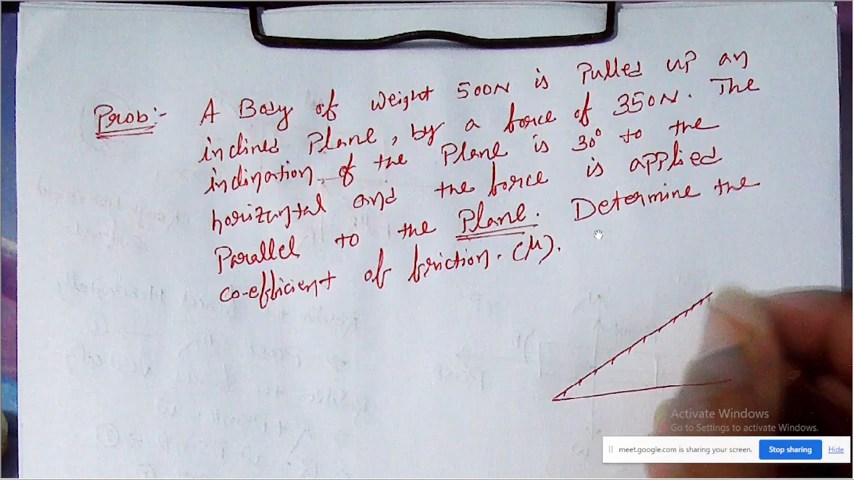 Prob:- A Body of weight 500N is Pulled up an
inclined Plane, by a force of 350N. The
inclination of the Plane is 30° to the
horizontal and the force is applied
Parallel to the Plane. Determine the
co-efficient of friction. (μ).
Activate Windows
Go to Settings to activate Windows.
meet.google.com is sharing your screen.
Stop sharing
Hide